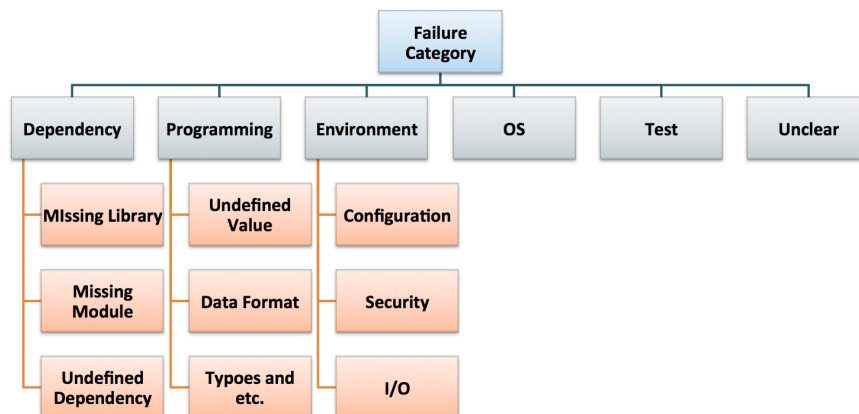 Failure
Category
Dependency
Programming
Environment
OS
Test
Unclear
MIssing Library
Undefined
Value
Configuration
Missing
Module
Data Format
Security
Undefined
Dependency
Typoes and
etc.
I/O